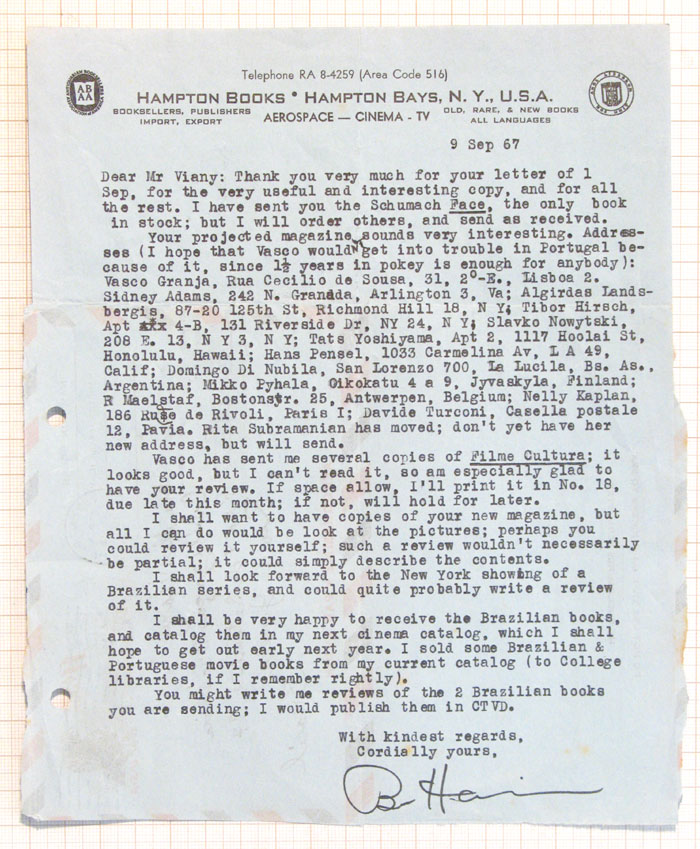 Telephone RA 8-4259 (Area Code 516)
HAMPTON BOOKS • HAMPTON BAYS, N. Y., U.S.A.
BOOKSELLERS, PUBLISHERS
IMPORT, EXPORT
AEROSPACE — CINEMA - TV
OLD, RARE, & NEW BOOKS
ALL LANGUAGES
ABAA
9 Sep 67
Dear Mr Viany: Thank you very much for your letter of 1
Sep, for the very useful and interesting copy, and for all
the rest. I have sent you the Schumach Face, the only book
in stock; but I will order others, and send as received.
Your projected magazine sounds very interesting. Addres-
ses (I hope that Vasco wouldn't get into trouble in Portugal be-
cause of it, since 1½ years in pokey is enough for anybody):
Vasco Granja, Rua Cecilio de Sousa, 31, 2º-E., Lisboa 2.
Sidney Adams, 242 N. Granada, Arlington 3, Va; Algirdas Lands-
bergis, 87-20 125th St, Richmond Hill 18, N Y; Tibor Hirsch,
Apt 4-B, 131 Riverside Dr, NY 24, N Y; Slavko Nowytski,
208 E. 13, N Y 3, N Y; Tats Yoshiyama, Apt 2, 1117 Hoolai St,
Honolulu, Hawaii; Hans Pensel, 1033 Carmelina Av, L A 49,
Calif; Domingo Di Nubila, San Lorenzo 700, La Lucila, Bs. As.,
Argentina; Mikko Pyhala, Oikokatu 4 a 9, Jyvaskyla, Finland;
R Maelstaf, Bostonstr. 25, Antwerpen, Belgium; Nelly Kaplan,
186 Rue de Rivoli, Paris I; Davide Turconi, Casella postale
12, Pavia. Rita Subramanian has moved; don't yet have her
new address, but will send.
Vasco has sent me several copies of Filme Cultura; it
looks good, but I can't read it, so am especially glad to
have your review. If space allow, I'll print it in No. 18,
due late this month; if not, will hold for later.
I shall want to have copies of your new magazine, but
all I can do would be look at the pictures; perhaps you
could review it yourself; such a review wouldn't necessarily
be partial; it could simply describe the contents.
I shall look forward to the New York showing of a
Brazilian series, and could quite probably write a review
of it.
I shall be very happy to receive the Brazilian books,
and catalog them in my next cinema catalog, which I shall
hope to get out early next year. I sold some Brazilian &
Portuguese movie books from my current catalog (to College
libraries, if I remember rightly).
You might write me reviews of the 2 Brazilian books
you are sending; I would publish them in CTVD.
With kindest regards,
Cordially yours,